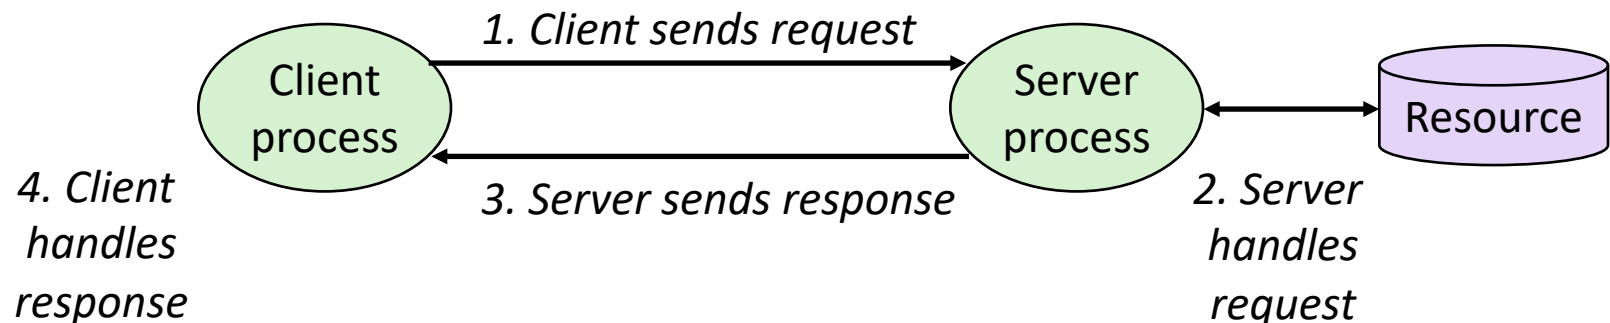 1. Client sends request
Client
process
Server
process
Resource
3. Server sends response
4. Client
handles
response
2. Server
handles
request